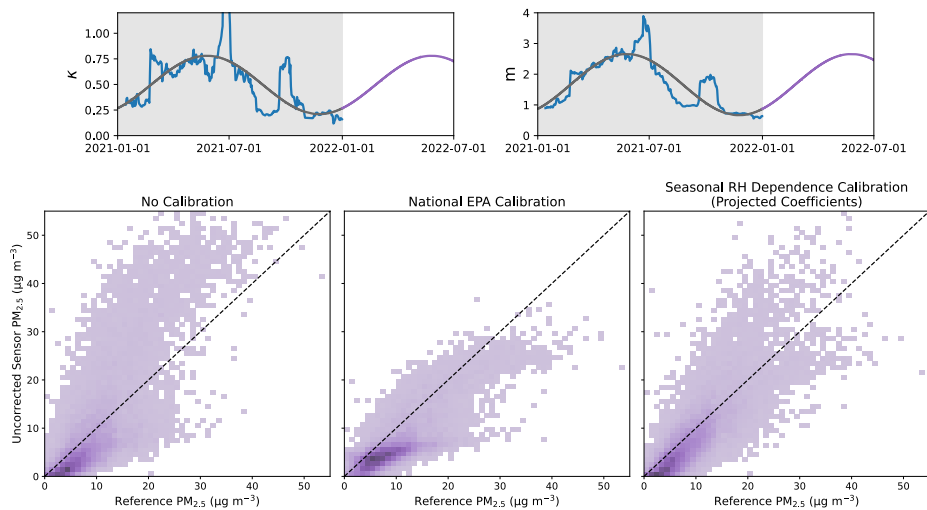 1.00
0.75
0.50
0.25
0.00
κ
2021-01-01
2021-07-01
2022-01-01
2022-07-01
4
3
2
1
0
m
2021-01-01
2021-07-01
2022-01-01
2022-07-01
No Calibration
National EPA Calibration
Seasonal RH Dependence Calibration
(Projected Coefficients)
Uncorrected Sensor PM₂.₅ (μg m⁻³)
50
40
30
20
10
0
0 10 20 30 40 50
0 10 20 30 40 50
0 10 20 30 40 50
Reference PM₂.₅ (μg m⁻³)
Reference PM₂.₅ (μg m⁻³)
Reference PM₂.₅ (μg m⁻³)